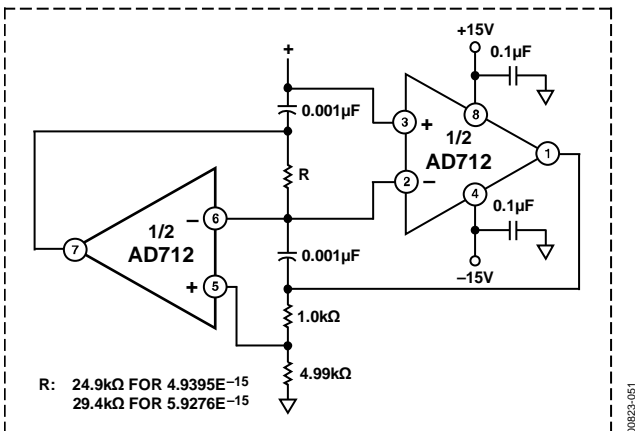 +
+15V
0.1µF
0.001µF
3
+
8
1/2
AD712
1
R
2
–
4
0.1µF
1/2
AD712
–
6
7
+
5
0.001µF
–15V
1.0kΩ
4.99kΩ
R: 24.9kΩ FOR 4.9395E–15
29.4kΩ FOR 5.9276E–15
00823-051